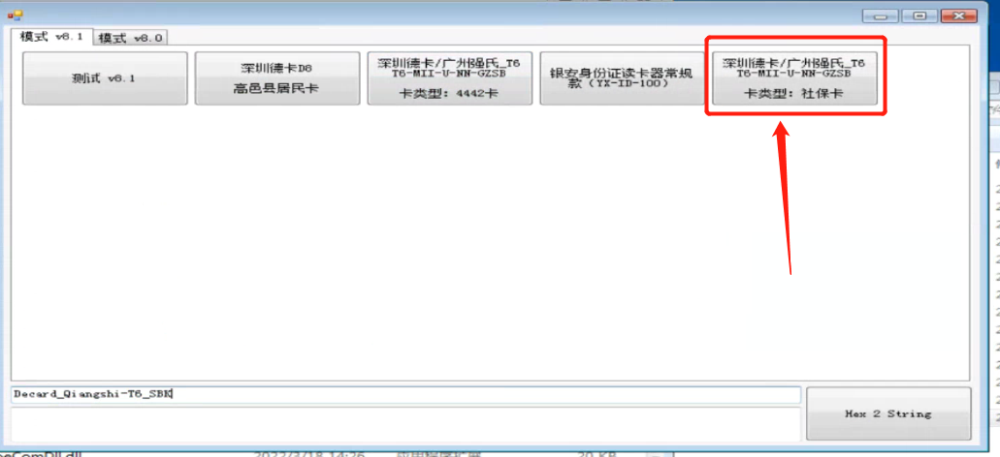 模式 v8.1
模式 v8.0
测试 v8.1
深圳德卡D8
高邑县居民卡
深圳德卡/广州强氏_T6
T6-MII-U-NN-GZSB
卡类型: 4442卡
银安身份证读卡器常规
款(YX-ID-100)
深圳德卡/广州强氏_T6
T6-MII-U-NN-GZSB
卡类型: 社保卡
Decard_Qiangshi-T6_SBK
Hex 2 String
2022/3/18 14:26
应用程序扩展
20 KB